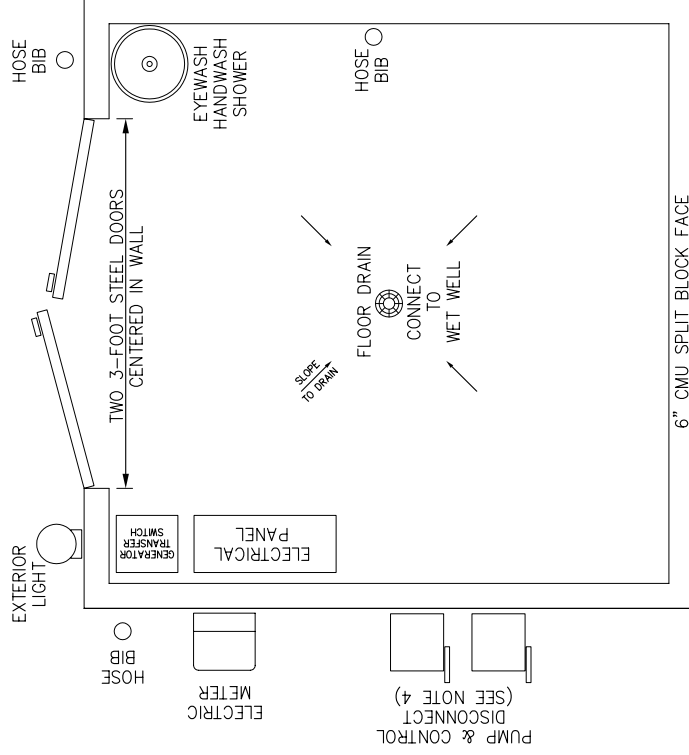 HOSE
BIB
EYEWASH
HANDWASH
SHOWER
HOSE
BIB
TWO 3-FOOT STEEL DOORS
CENTERED IN WALL
FLOOR DRAIN
CONNECT
TO
WET WELL
SLOPE
TO DRAIN
6" CMU SPLIT BLOCK FACE
EXTERIOR
LIGHT
GENERATOR
TRANSFER
SWITCH
ELECTRICAL
PANEL
HOSE
BIB
ELECTRIC
METER
PUMP & CONTROL
DISCONNECT
(SEE NOTE 4)